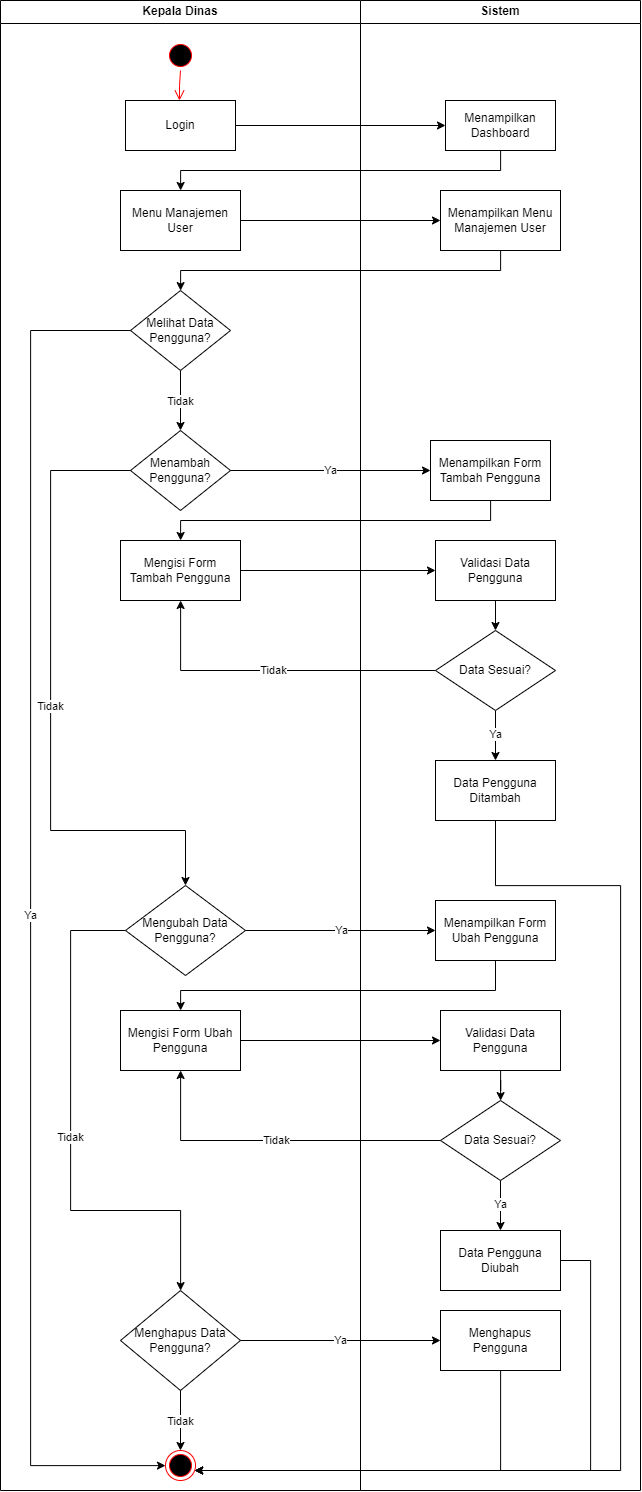 Kepala Dinas
Sistem
Login
Menampilkan
Dashboard
Menu Manajemen
User
Menampilkan Menu
Manajemen User
Melihat Data
Pengguna?
Tidak
Menambah
Pengguna?
Ya
Menampilkan Form
Tambah Pengguna
Mengisi Form
Tambah Pengguna
Validasi Data
Pengguna
Tidak
Data Sesuai?
Tidak
Ya
Data Pengguna
Ditambah
Ya
Mengubah Data
Pengguna?
Ya
Menampilkan Form
Ubah Pengguna
Mengisi Form Ubah
Pengguna
Validasi Data
Pengguna
Tidak
Tidak
Data Sesuai?
Ya
Data Pengguna
Diubah
Menghapus Data
Pengguna?
Ya
Menghapus
Pengguna
Tidak